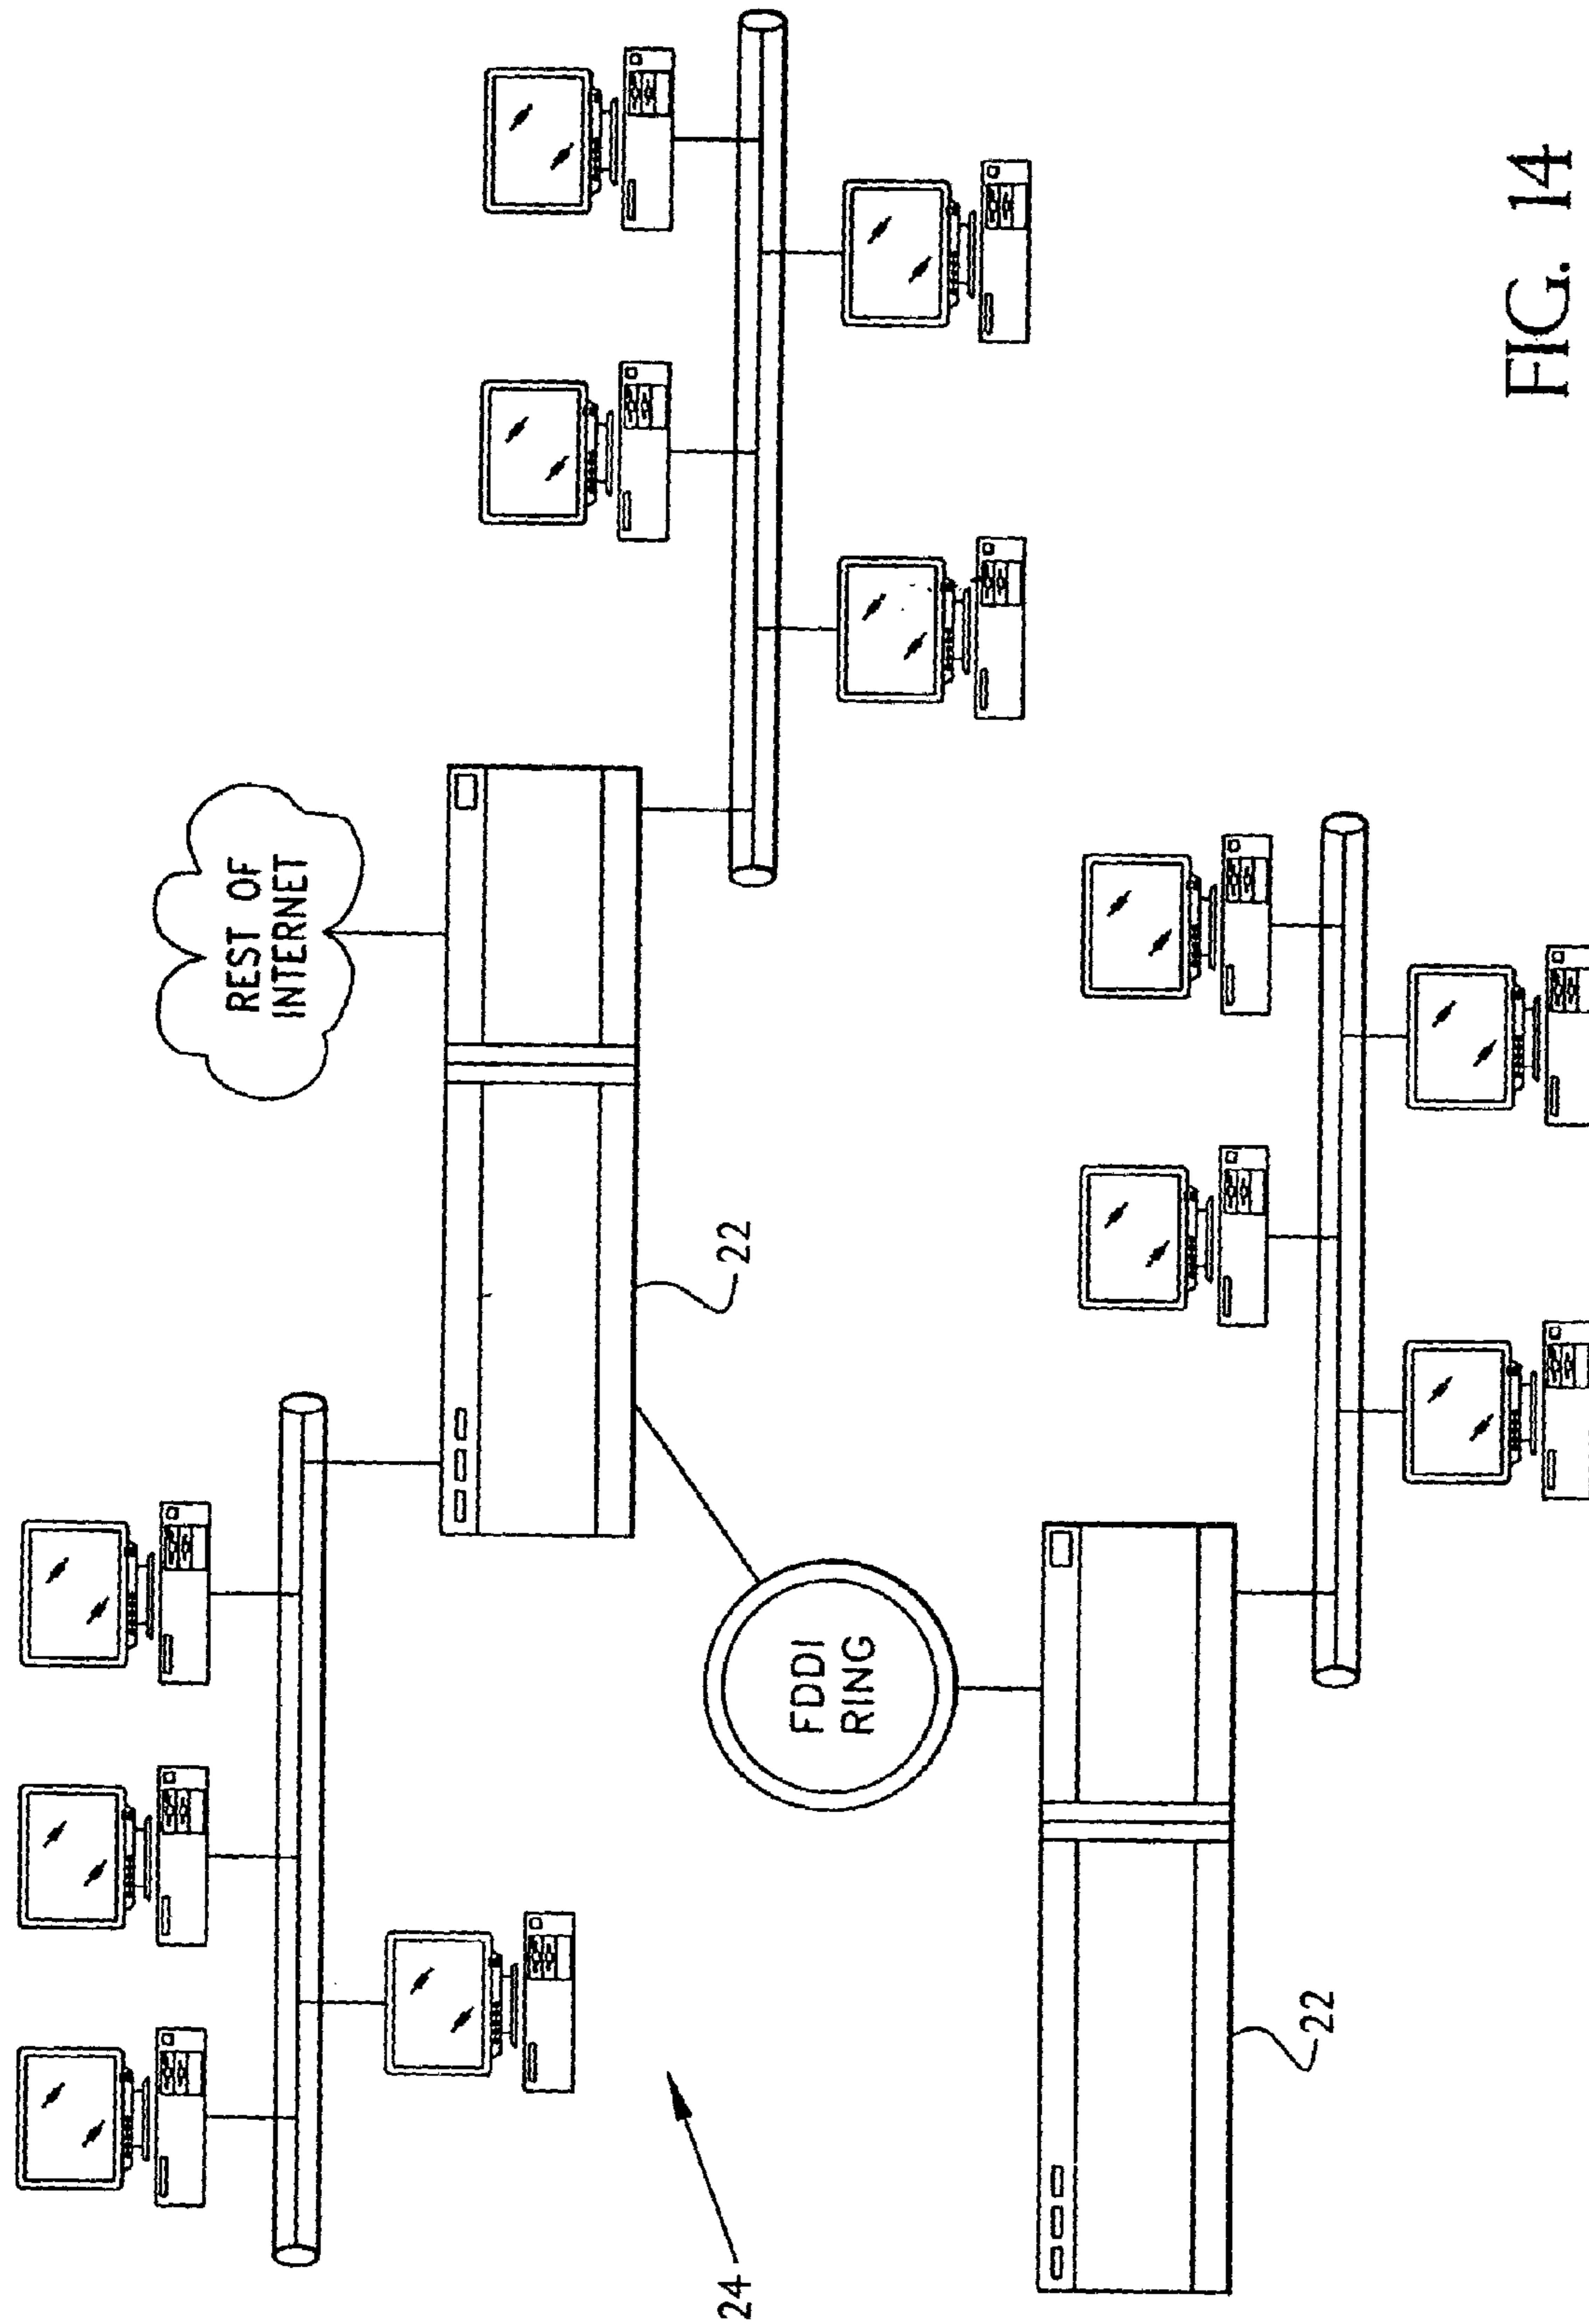 REST OF
INTERNET
22
FDDI
RING
24
22
FIG. 14